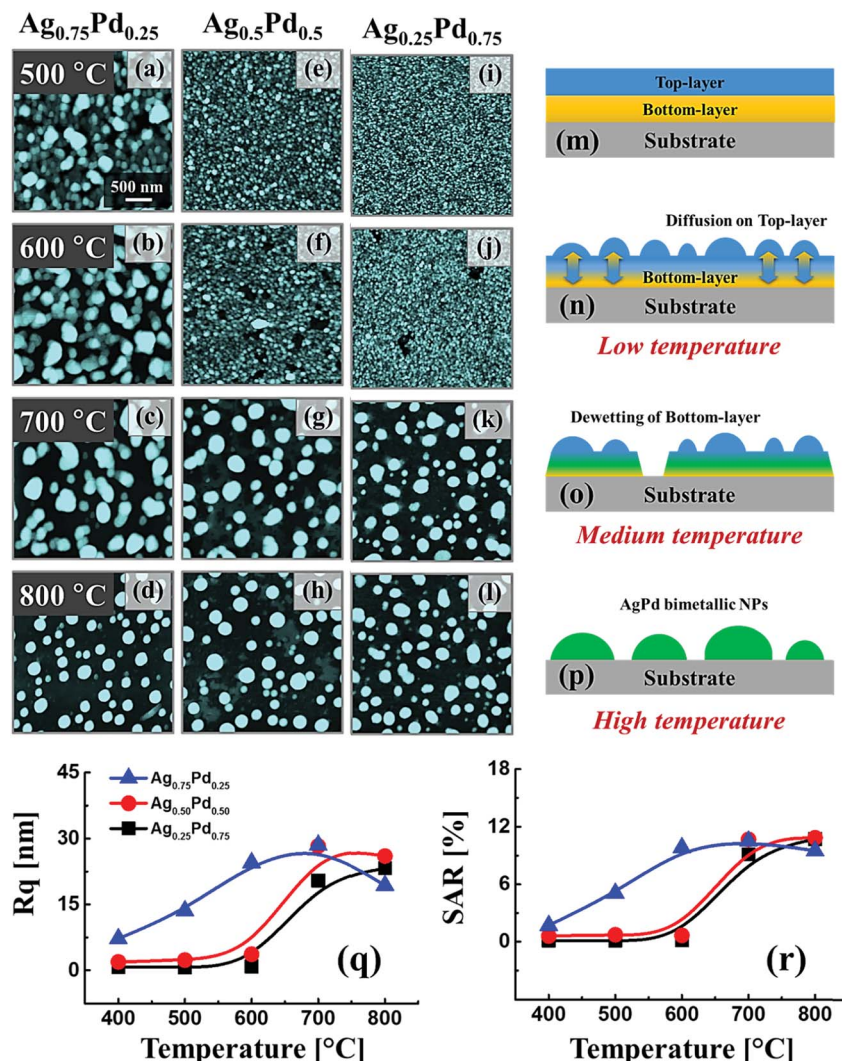 Ag0.75Pd0.25 Ag0.5Pd0.5 Ag0.25Pd0.75
500 °C (a) (e) (i)
500 nm
600 °C (b) (f) (j)
700 °C (c) (g) (k)
800 °C (d) (h) (l)
Top-layer
Bottom-layer
(m) Substrate
Diffusion on Top-layer
Bottom-layer
(n) Substrate
Low temperature
Dewetting of Bottom-layer
(o) Substrate
Medium temperature
AgPd bimetallic NPs
(p) Substrate
High temperature
45
30
15
0
Rq [nm]
Ag0.75Pd0.25
Ag0.50Pd0.50
Ag0.25Pd0.75
(q)
400 500 600 700 800
Temperature [°C]
18
12
6
0
SAR [%]
(r)
400 500 600 700 800
Temperature [°C]